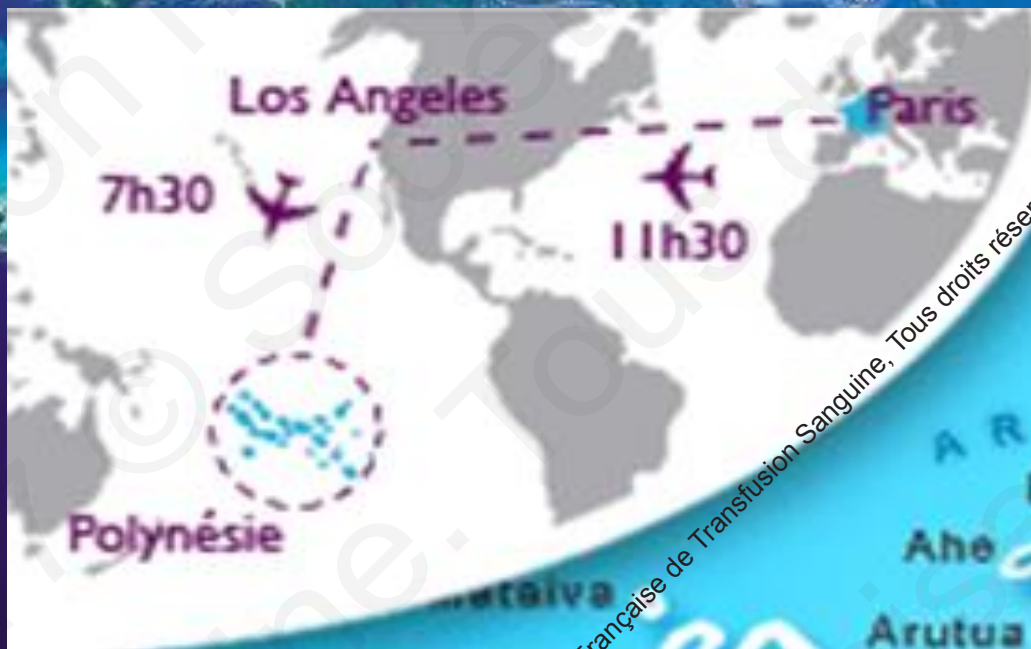 Los Angeles
Paris
7h30
11h30
Polynésie
Française de Transfusion Sanguine, Tous droits réser
A R
Ahe
Arutua